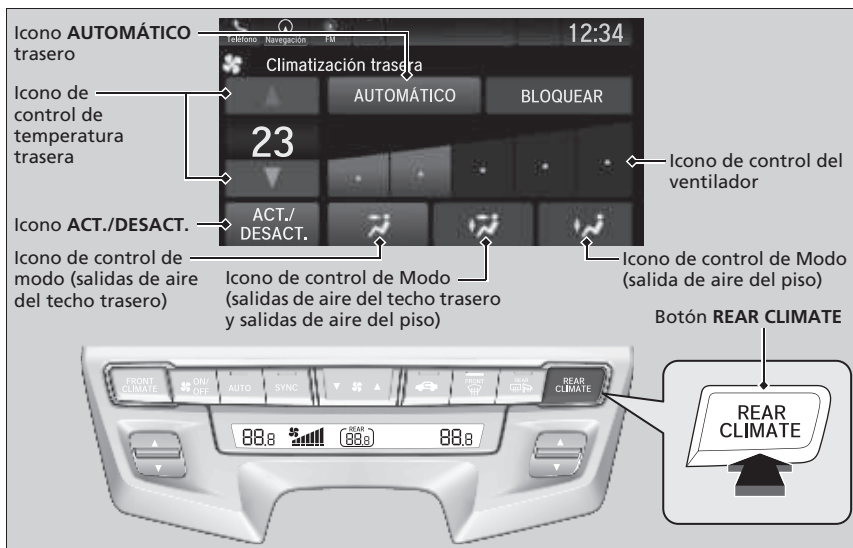 Icono AUTOMÁTICO
trasero
Icono de
control de
temperatura
trasera
Icono ACT./DESACT.
Icono de control de
modo (salidas de aire
del techo trasero)
Teléfono Navegación FM 12:34
Climatización trasera
AUTOMÁTICO BLOQUEAR
23
ACT./
DESACT.
Icono de control del
ventilador
Icono de control de Modo
(salidas de aire del techo trasero
y salidas de aire del piso)
Icono de control de Modo
(salida de aire del piso)
Botón REAR CLIMATE
FRONT
CLIMATE
ON/
OFF
AUTO
SYNC
FRONT
REAR
REAR
CLIMATE
88.8
REAR
88.8
88.8
REAR
CLIMATE